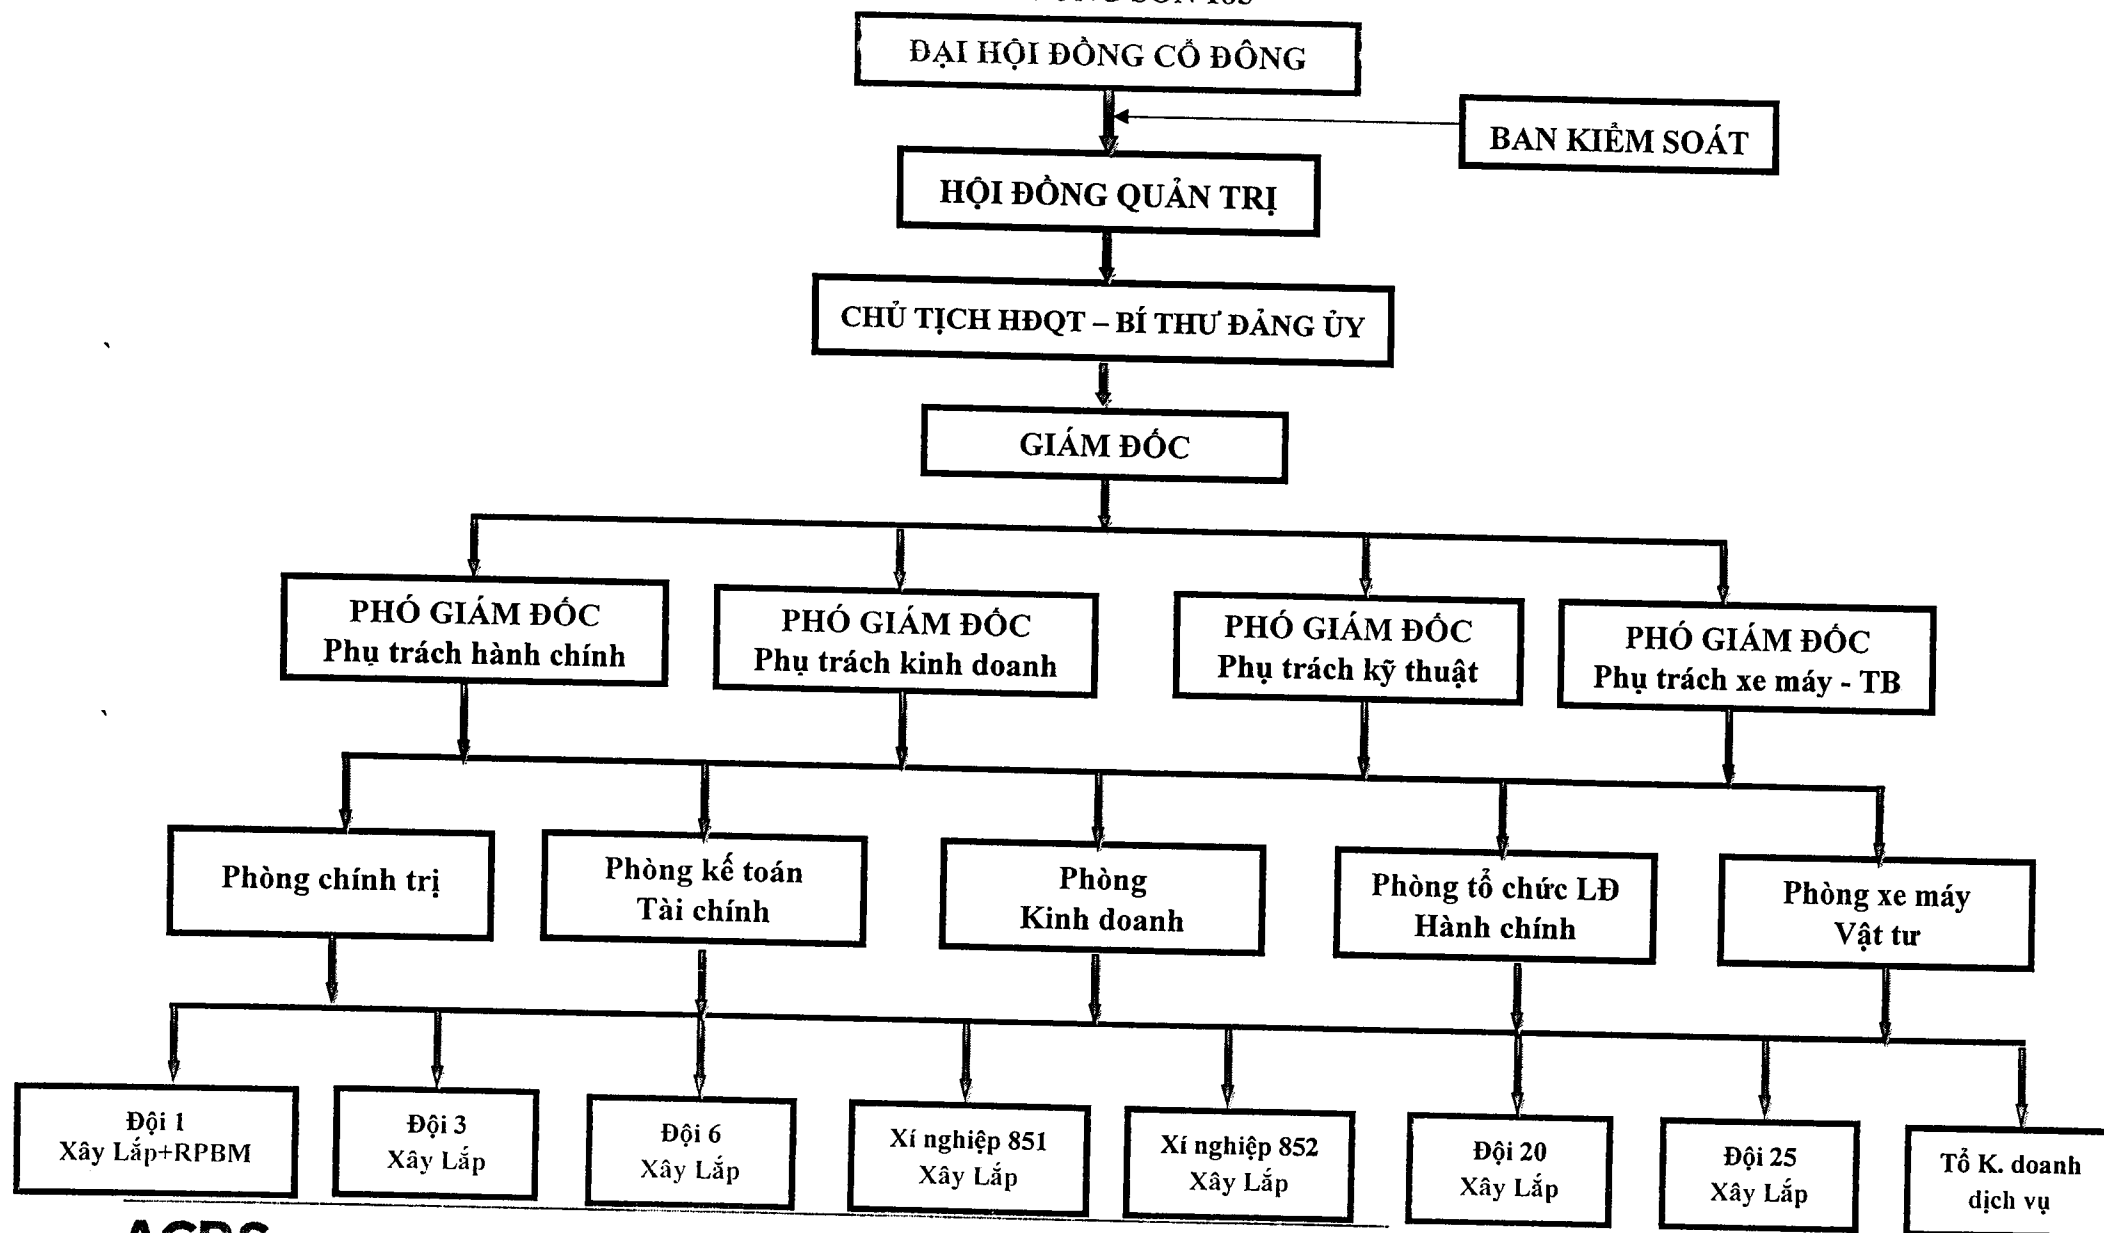 ĐẠI HỘI ĐỒNG CỔ ĐÔNG
BAN KIỂM SOÁT
HỘI ĐỒNG QUẢN TRỊ
CHỦ TỊCH HĐQT – BÍ THƯ ĐẢNG ỦY
GIÁM ĐỐC
PHÓ GIÁM ĐỐC
Phụ trách hành chính
PHÓ GIÁM ĐỐC
Phụ trách kinh doanh
PHÓ GIÁM ĐỐC
Phụ trách kỹ thuật
PHÓ GIÁM ĐỐC
Phụ trách xe máy - TB
Phòng chính trị
Phòng kế toán
Tài chính
Phòng
Kinh doanh
Phòng tổ chức LĐ
Hành chính
Phòng xe máy
Vật tư
Đội 1
Xây Lắp+RPBM
Đội 3
Xây Lắp
Đội 6
Xây Lắp
Xí nghiệp 851
Xây Lắp
Xí nghiệp 852
Xây Lắp
Đội 20
Xây Lắp
Đội 25
Xây Lắp
Tổ K. doanh
dịch vụ